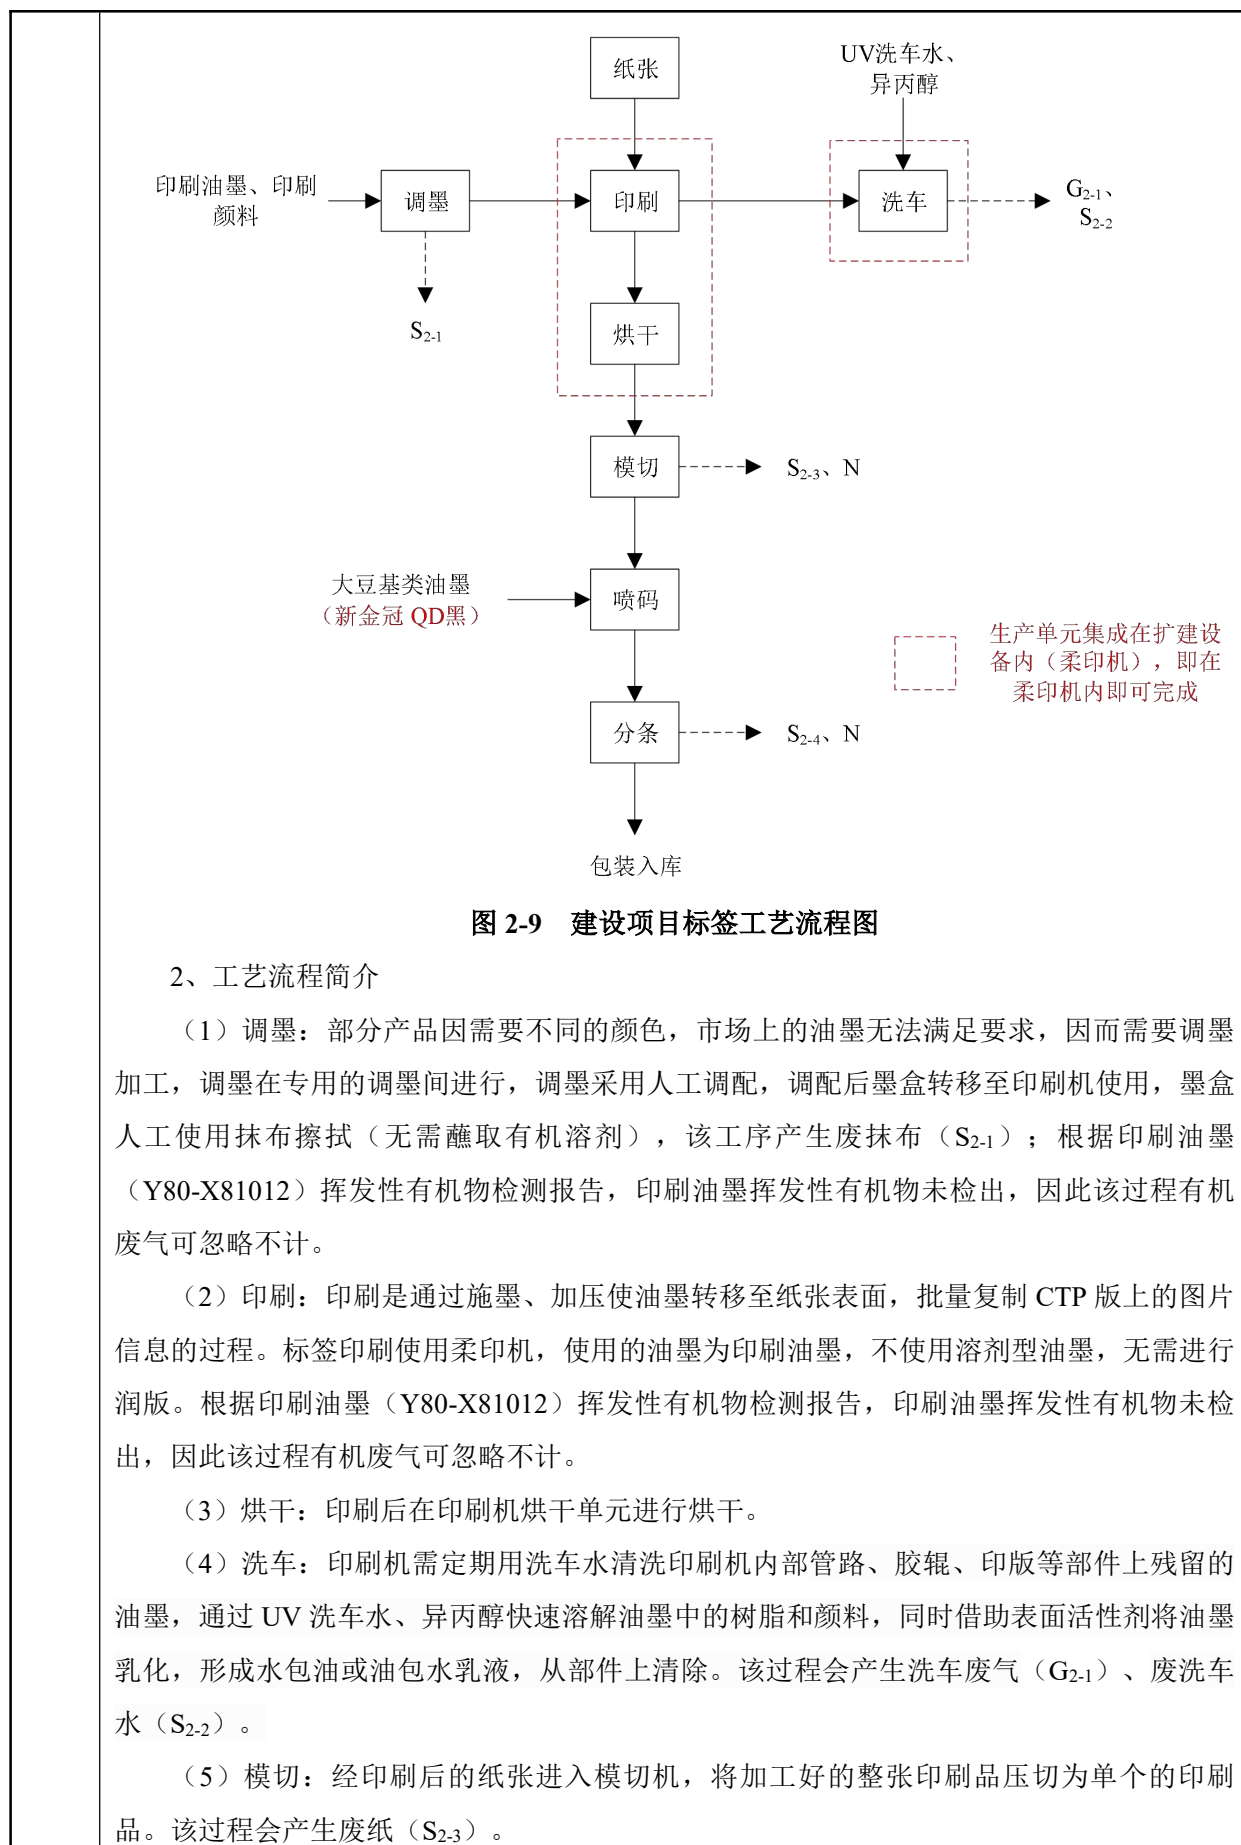 纸张
UV洗车水、
异丙醇
印刷油墨、印刷
颜料
调墨
印刷
洗车
G2-1、
S2-2
S2-1
烘干
模切
S2-3、N
大豆基类油墨
（新金冠 QD黑）
喷码
生产单元集成在扩建设
备内（柔印机），即在
柔印机内即可完成
分条
S2-4、N
包装入库
图 2-9　建设项目标签工艺流程图
2、工艺流程简介
（1）调墨：部分产品因需要不同的颜色，市场上的油墨无法满足要求，因而需要调墨
加工，调墨在专用的调墨间进行，调墨采用人工调配，调配后墨盒转移至印刷机使用，墨盒
人工使用抹布擦拭（无需蘸取有机溶剂），该工序产生废抹布（S2-1）；根据印刷油墨
（Y80-X81012）挥发性有机物检测报告，印刷油墨挥发性有机物未检出，因此该过程有机
废气可忽略不计。
（2）印刷：印刷是通过施墨、加压使油墨转移至纸张表面，批量复制 CTP 版上的图片
信息的过程。标签印刷使用柔印机，使用的油墨为印刷油墨，不使用溶剂型油墨，无需进行
润版。根据印刷油墨（Y80-X81012）挥发性有机物检测报告，印刷油墨挥发性有机物未检
出，因此该过程有机废气可忽略不计。
（3）烘干：印刷后在印刷机烘干单元进行烘干。
（4）洗车：印刷机需定期用洗车水清洗印刷机内部管路、胶辊、印版等部件上残留的
油墨，通过 UV 洗车水、异丙醇快速溶解油墨中的树脂和颜料，同时借助表面活性剂将油墨
乳化，形成水包油或油包水乳液，从部件上清除。该过程会产生洗车废气（G2-1）、废洗车
水（S2-2）。
（5）模切：经印刷后的纸张进入模切机，将加工好的整张印刷品压切为单个的印刷
品。该过程会产生废纸（S2-3）。